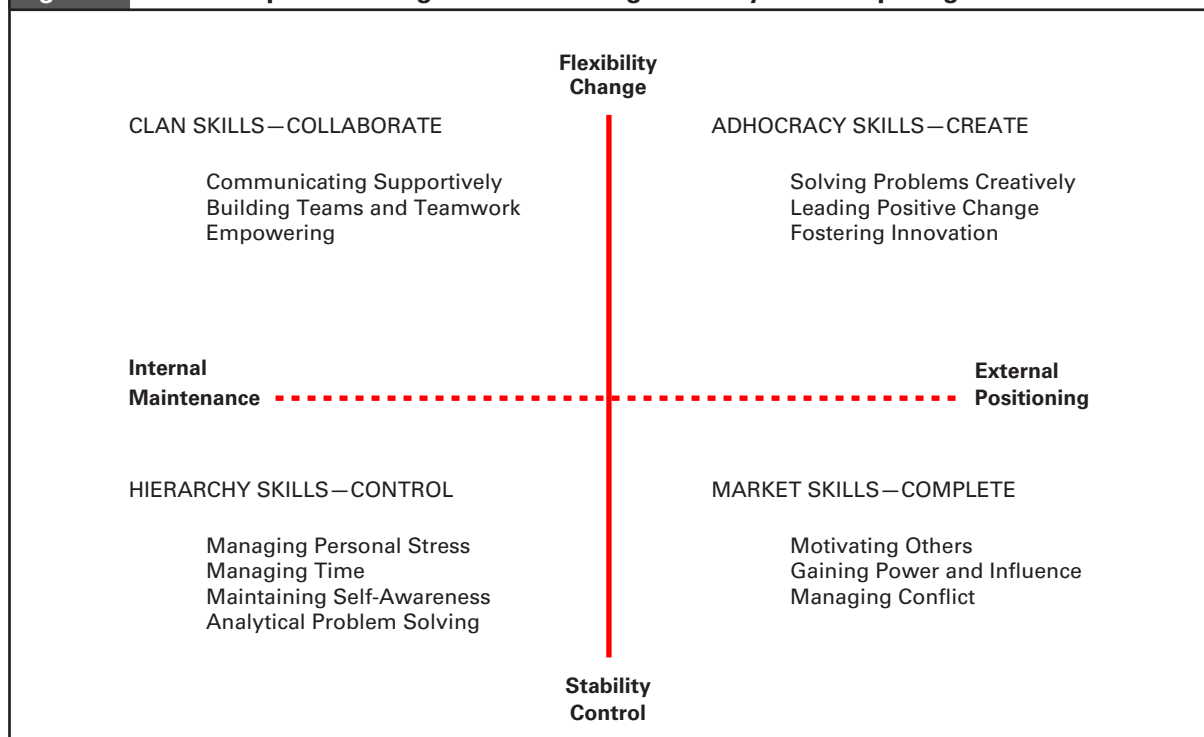 Flexibility
Change
CLAN SKILLS—COLLABORATE
Communicating Supportively
Building Teams and Teamwork
Empowering
ADHOCRACY SKILLS—CREATE
Solving Problems Creatively
Leading Positive Change
Fostering Innovation
Internal
Maintenance
External
Positioning
HIERARCHY SKILLS—CONTROL
Managing Personal Stress
Managing Time
Maintaining Self-Awareness
Analytical Problem Solving
MARKET SKILLS—COMPLETE
Motivating Others
Gaining Power and Influence
Managing Conflict
Stability
Control